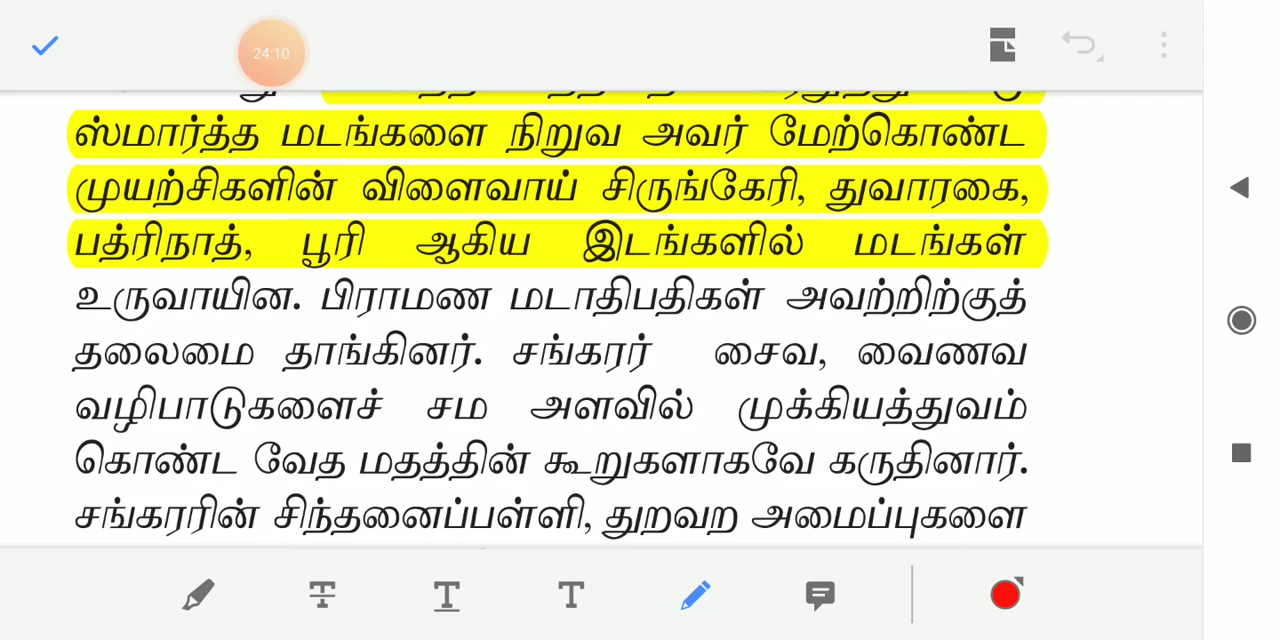 24:10
ஸ்மார்த்த மடங்களை நிறுவ அவர் மேற்கொண்ட
முயற்சிகளின் விளைவாய் சிருங்கேரி, துவாரகை,
பத்ரிநாத், பூரி ஆகிய இடங்களில் மடங்கள்
உருவாயின. பிராமண மடாதிபதிகள் அவற்றிற்குத்
தலைமை தாங்கினர். சங்கரர் சைவ, வைணவ
வழிபாடுகளைச் சம அளவில் முக்கியத்துவம்
கொண்ட வேத மதத்தின் கூறுகளாகவே கருதினார்.
சங்கரரின் சிந்தனைப்பள்ளி, துறவற அமைப்புகளை